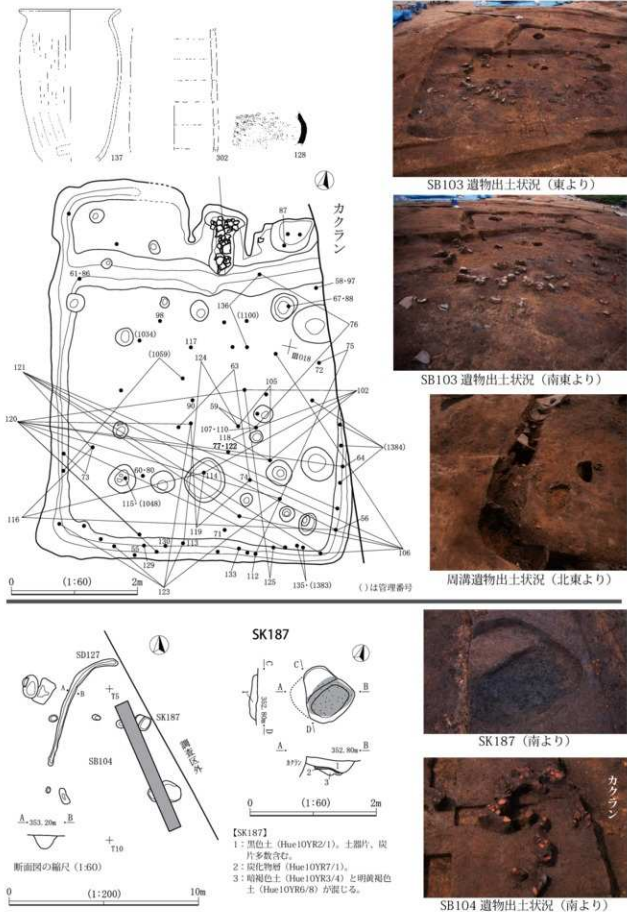 137
302
128
SB103 遺物出土状況（東より）
カクラン
87
61・86
58・97
136
(1100)
67・88
98
76
(1034)
117
75
(1059)
124
63
72
121
105
102
90
59
120
107・110
118
(1384)
77・122
64
73
60・80
114
74
115・(1048)
116
119
71
56
106
55
130
113
129
133
112
125
135・(1383)
123
0
(1:60)
2m
( )は管理番号
SB103 遺物出土状況（南東より）
周溝遺物出土状況（北東より）
SD127
A
B
T5
SK187
SB104
調査区外
A
353.20m
B
T10
断面図の縮尺 (1:60)
0
(1:200)
10m
SK187
C
C
A
B
352.80m
D
D
A
352.80m
B
カクラン
1
2
3
0
(1:60)
2m
【SK187】
1：黒色土（Hue10YR2/1）。土器片、炭
片多数含む。
2：炭化物層（Hue10YR7/1）。
3：暗褐色土（Hue10YR3/4）と明黄褐色
土（Hue10YR6/8）が混じる。
SK187（南より）
カクラン
SB104 遺物出土状況（南より）